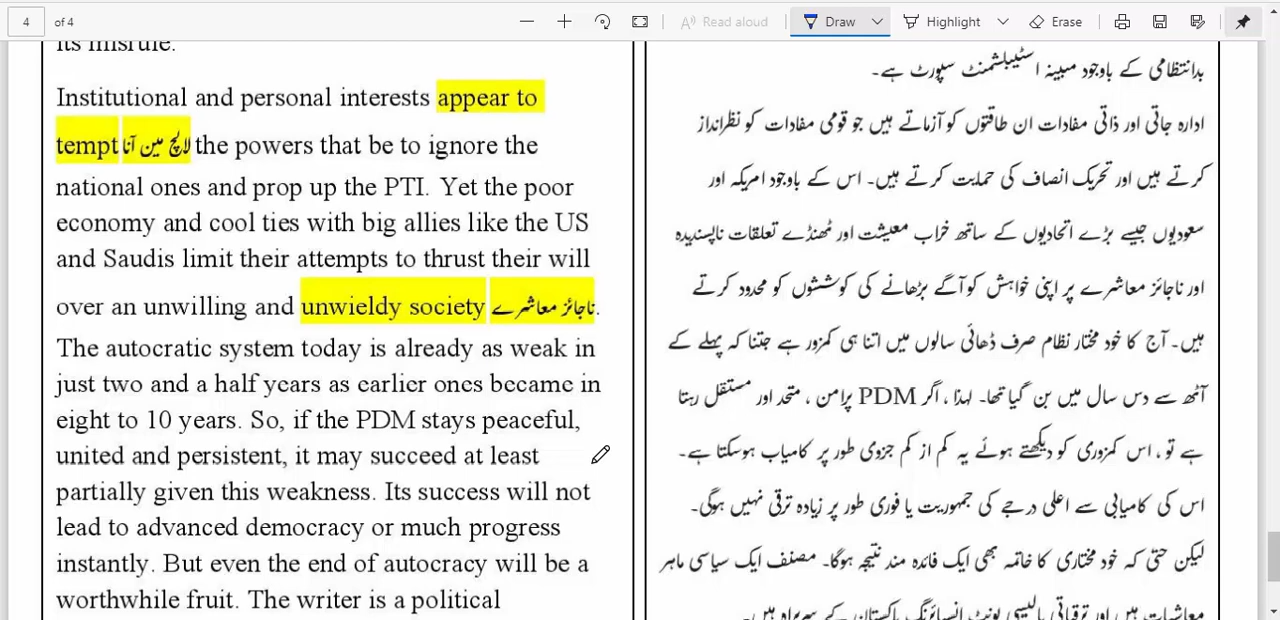 4 of 4 Read aloud Draw Highlight Erase
its misrule.
Institutional and personal interests appear to
tempt لالچ میں آنا the powers that be to ignore the
national ones and prop up the PTI. Yet the poor
economy and cool ties with big allies like the US
and Saudis limit their attempts to thrust their will
over an unwilling and unwieldy society ناجائز معاشرے.
The autocratic system today is already as weak in
just two and a half years as earlier ones became in
eight to 10 years. So, if the PDM stays peaceful,
united and persistent, it may succeed at least
partially given this weakness. Its success will not
lead to advanced democracy or much progress
instantly. But even the end of autocracy will be a
worthwhile fruit. The writer is a political
بدانتظامی کے باوجود مبینہ اسٹیبلشمنٹ سپورٹ ہے۔
ادارہ جاتی اور ذاتی مفادات ان طاقتوں کو آزماتے ہیں جو قومی مفادات کو نظرانداز
کرتے ہیں اور تحریک انصاف کی حمایت کرتے ہیں۔ اس کے باوجود امریکہ اور
سعودیوں جیسے بڑے اتحادیوں کے ساتھ خراب معیشت اور ٹھنڈے تعلقات ناپسندیدہ
اور ناجائز معاشرے پر اپنی خواہش کو آگے بڑھانے کی کوششوں کو محدود کرتے
ہیں۔ آج کا خود مختار نظام صرف ڈھائی سالوں میں اتنا ہی کمزور ہے جتنا کہ پہلے کے
آٹھ سے دس سال میں بن گیا تھا۔ لہذا ، اگر PDM پرامن ، متحد اور مستقل رہتا
ہے تو ، اس کمزوری کو دیکھتے ہوئے یہ کم از کم جزوی طور پر کامیاب ہوسکتا ہے۔
اس کی کامیابی سے اعلی درجے کی جمہوریت یا فوری طور پر زیادہ ترقی نہیں ہوگی۔
لیکن حتی کہ خود مختاری کا خاتمہ بھی ایک فائدہ مند نتیجہ ہوگا۔ مصنف ایک سیاسی ماہر
معاشیات ہیں اور ترقیاتی پالیسی یونٹ انسپائرنگ پاکستان کے سربراہ ہیں۔